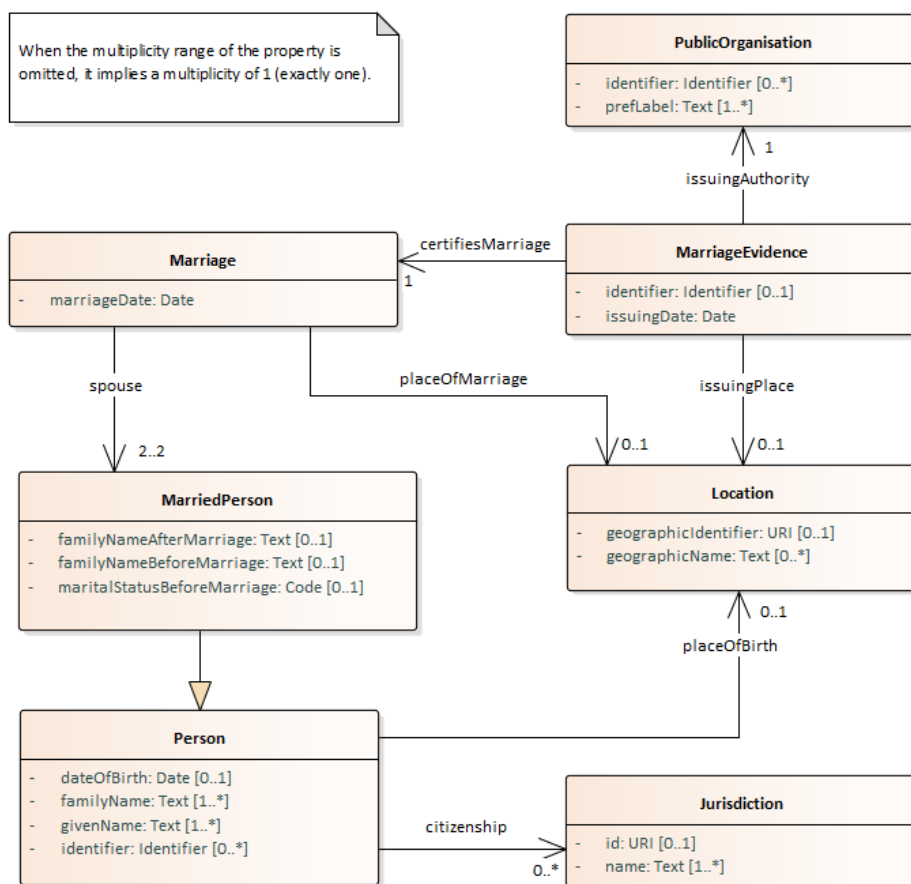 When the multiplicity range of the property is
omitted, it implies a multiplicity of 1 (exactly one).
PublicOrganisation
- identifier: Identifier [0..*]
- prefLabel: Text [1..*]
1
issuingAuthority
certifiesMarriage
1
Marriage
- marriageDate: Date
MarriageEvidence
- identifier: Identifier [0..1]
- issuingDate: Date
spouse
2..2
placeOfMarriage
0..1
issuingPlace
0..1
MarriedPerson
- familyNameAfterMarriage: Text [0..1]
- familyNameBeforeMarriage: Text [0..1]
- maritalStatusBeforeMarriage: Code [0..1]
Location
- geographicIdentifier: URI [0..1]
- geographicName: Text [0..*]
0..1
placeOfBirth
Person
- dateOfBirth: Date [0..1]
- familyName: Text [1..*]
- givenName: Text [1..*]
- identifier: Identifier [0..*]
citizenship
0..*
Jurisdiction
- id: URI [0..1]
- name: Text [1..*]